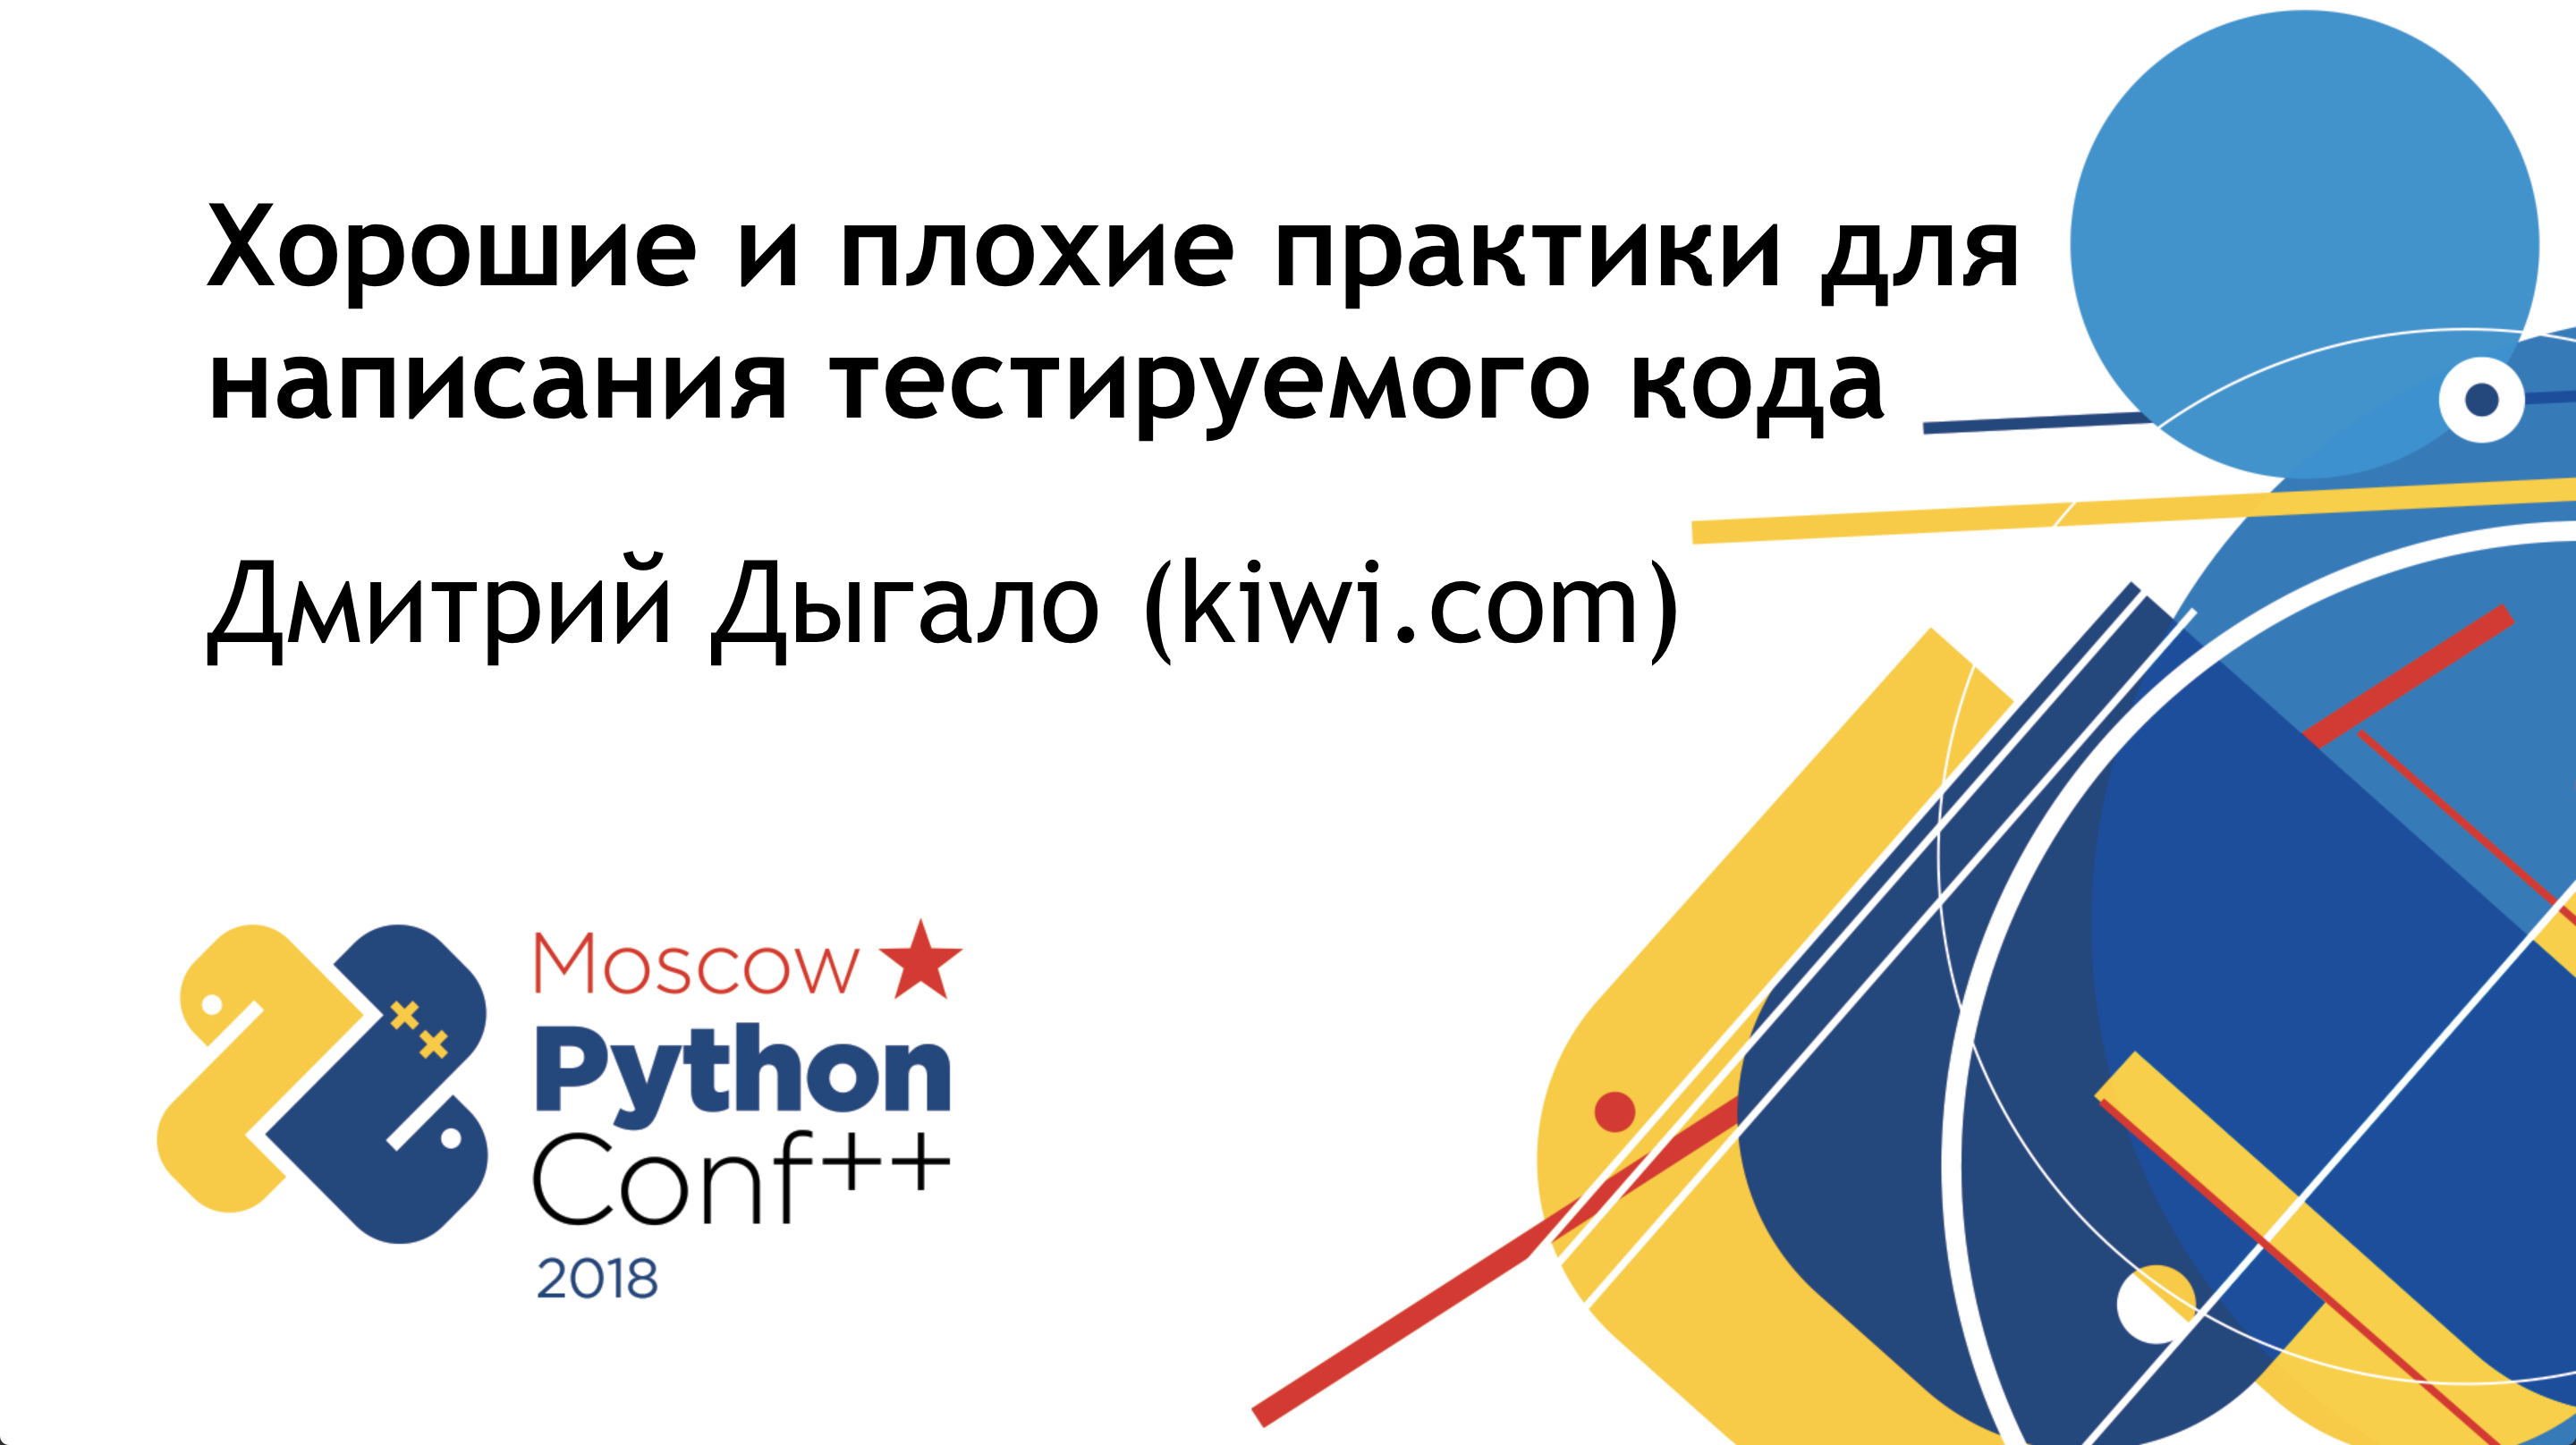 Хорошие и плохие практики для
написания тестируемого кода
Дмитрий Дыгало (kiwi.com)
Moscow
Python
Conf++
2018